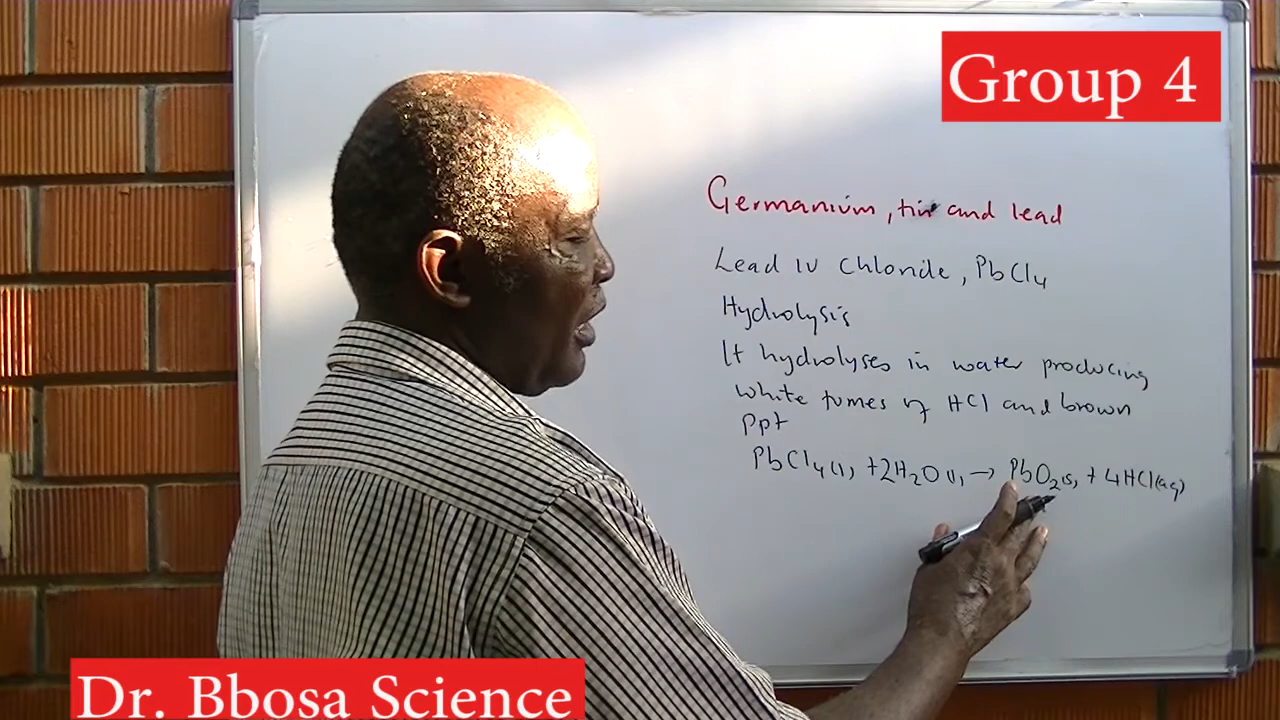 Group 4
Germanium, tin and lead
Lead IV Chloride, PbCl4
Hydrolysis
It hydrolyses in water producing
white fumes of HCl and brown
ppt
PbCl4(l) + 2H2O(l) → PbO2(s) + 4HCl(aq)
Dr. Bbosa Science